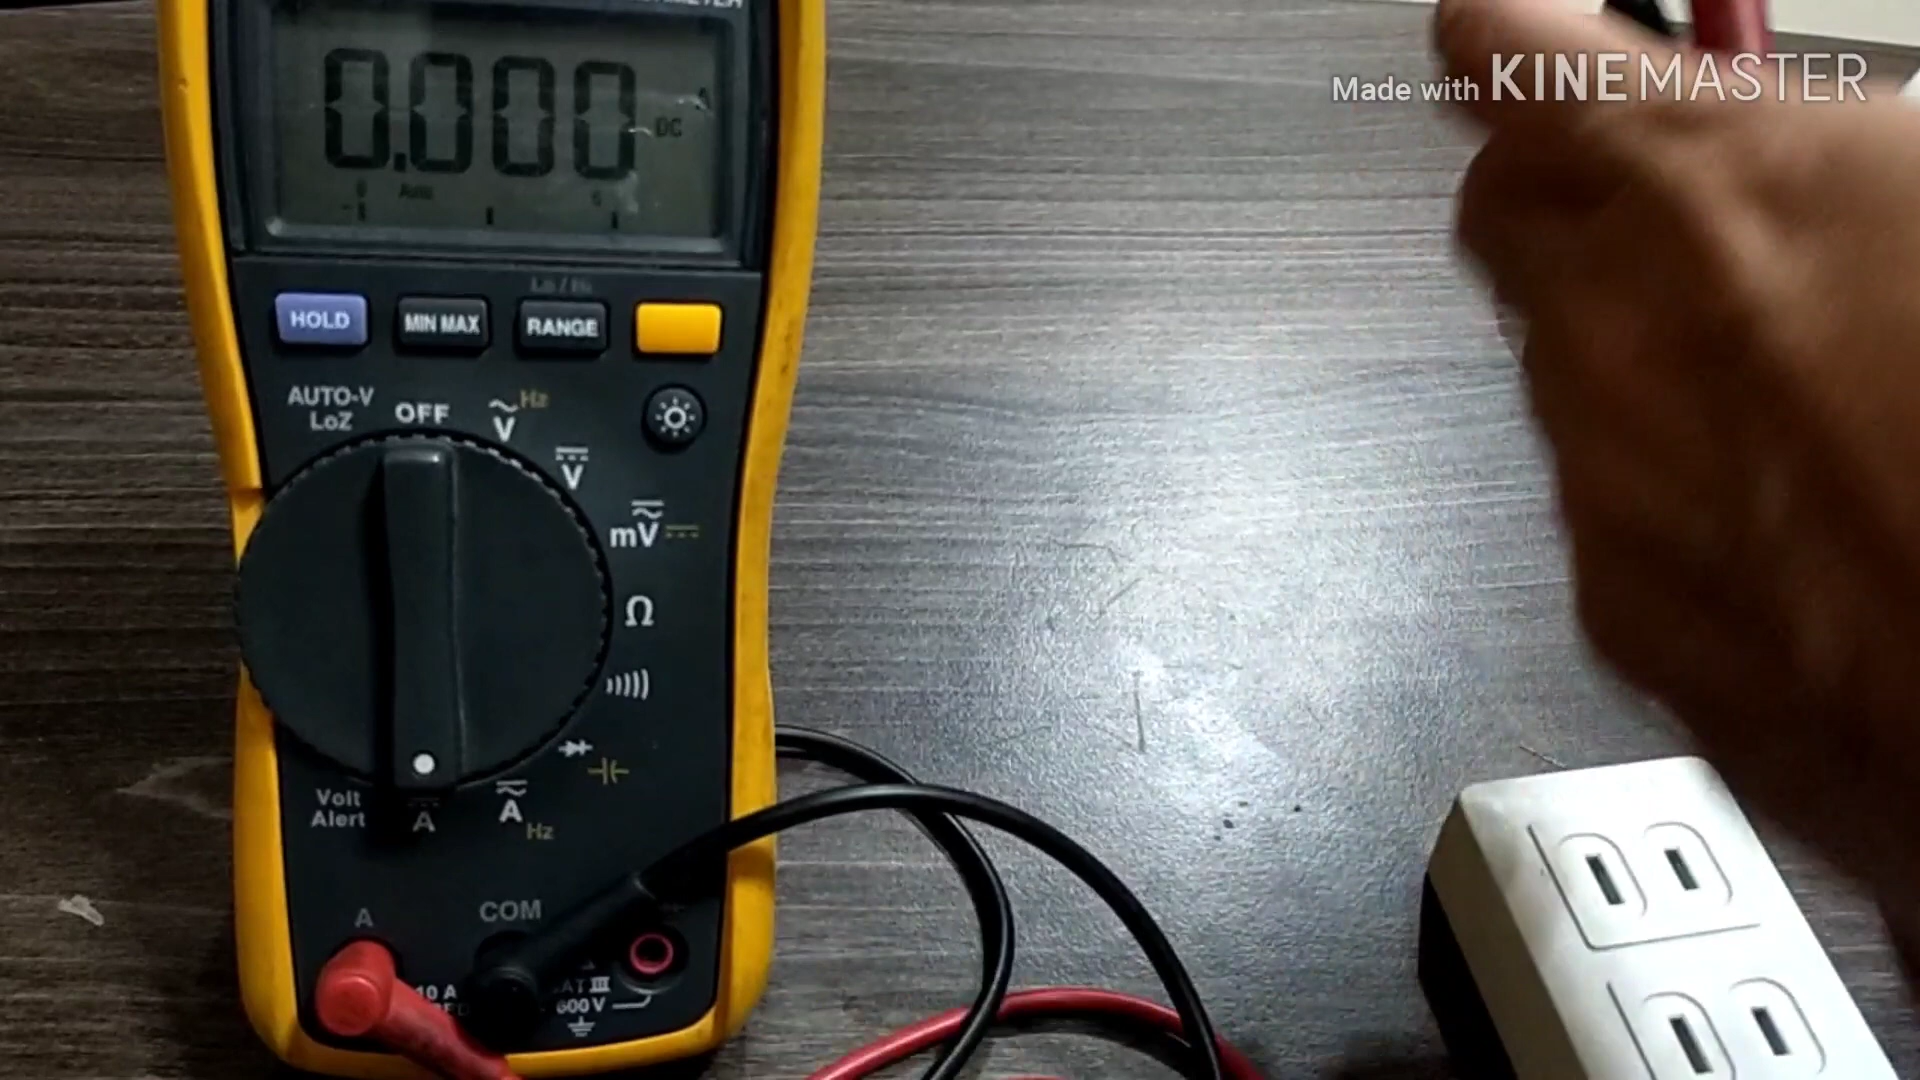 Made with KINEMASTER
0.000
DC
Auto
HOLD
MIN MAX
RANGE
AUTO-V
LoZ
OFF
V Hz
V
mV
Ω
Volt
Alert
A
A Hz
A
COM
10 A
600 V